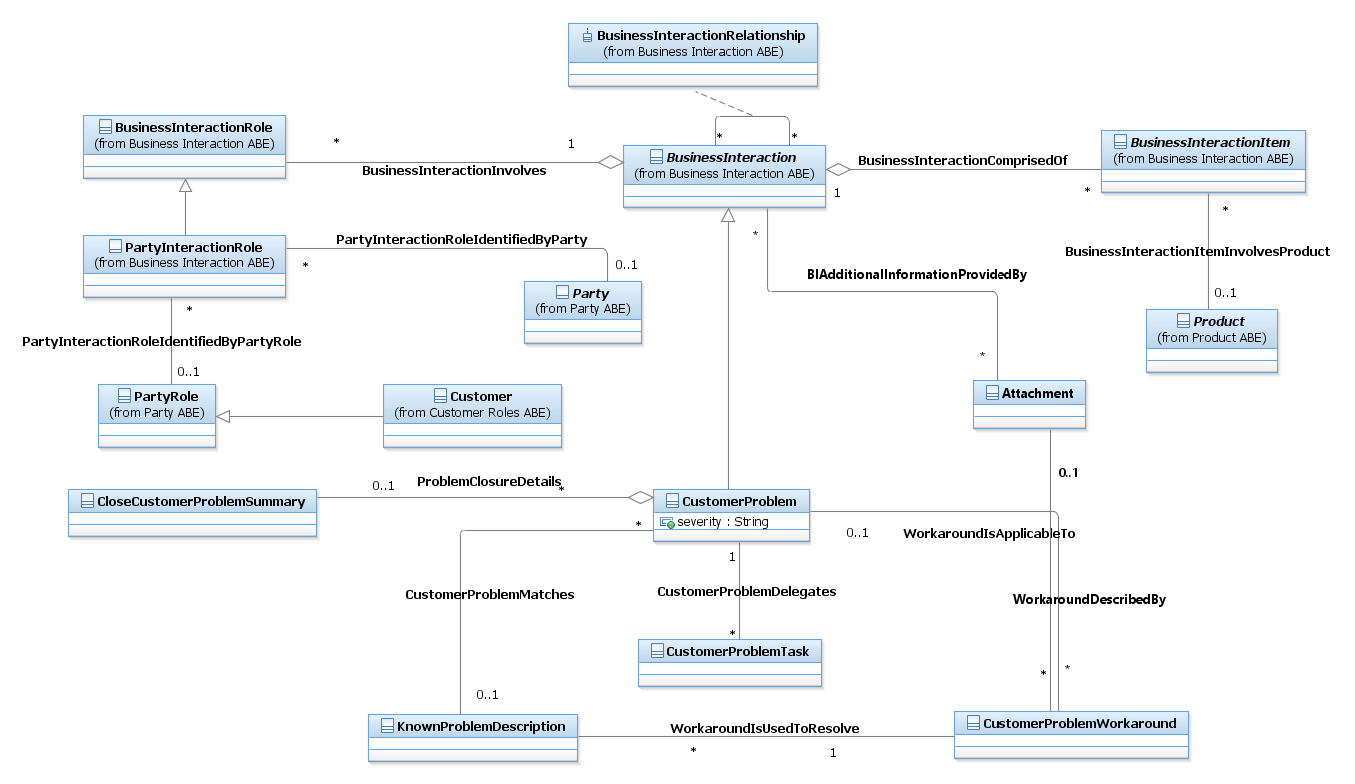 BusinessInteractionRelationship
(from Business Interaction ABE)
BusinessInteractionRole
(from Business Interaction ABE)
*
1
BusinessInteractionInvolves
*
*
BusinessInteraction
(from Business Interaction ABE)
BusinessInteractionComprisedOf
1
*
BusinessInteractionItem
(from Business Interaction ABE)
PartyInteractionRole
(from Business Interaction ABE)
PartyInteractionRoleIdentifiedByParty
*
0..1
Party
(from Party ABE)
*
BIAdditionalInformationProvidedBy
*
*
BusinessInteractionItemInvolvesProduct
0..1
Product
(from Product ABE)
*
PartyInteractionRoleIdentifiedByPartyRole
0..1
PartyRole
(from Party ABE)
Customer
(from Customer Roles ABE)
Attachment
0..1
CloseCustomerProblemSummary
0..1
ProblemClosureDetails
*
CustomerProblem
severity : String
0..1
WorkaroundIsApplicableTo
*
1
CustomerProblemMatches
CustomerProblemDelegates
WorkaroundDescribedBy
*
CustomerProblemTask
*
*
0..1
KnownProblemDescription
WorkaroundIsUsedToResolve
*
1
CustomerProblemWorkaround